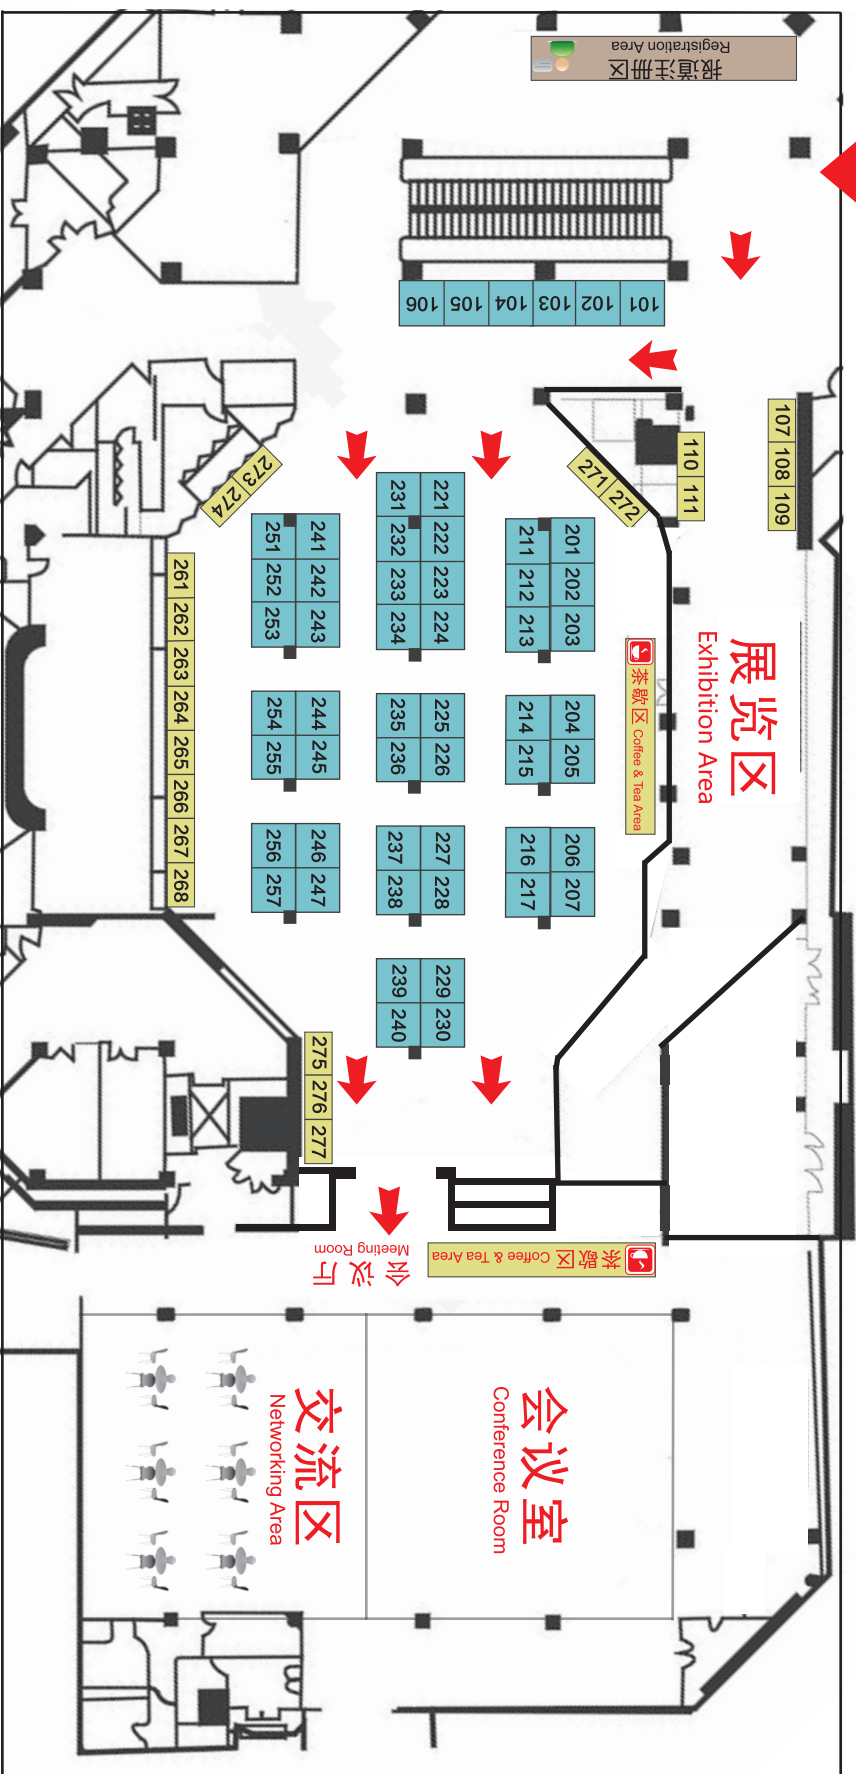 Registration Area
报道注册区
106 105 104 103 102 101
107 108 109
110 111
271 272
273 274
231 221
232 222
233 223
234 224
251 241
252 242
253 243
211 201
212 202
213 203
261 262 263 264 265 266 267 268
展览区
Exhibition Area
茶歇区 Coffee & Tea Area
254 244
255 245
235 225
236 226
214 204
215 205
256 246
257 247
237 227
238 228
216 206
217 207
239 229
240 230
275 276 277
会议厅
Meeting Room
茶歇区 Coffee & Tea Area
交流区
Networking Area
会议室
Conference Room